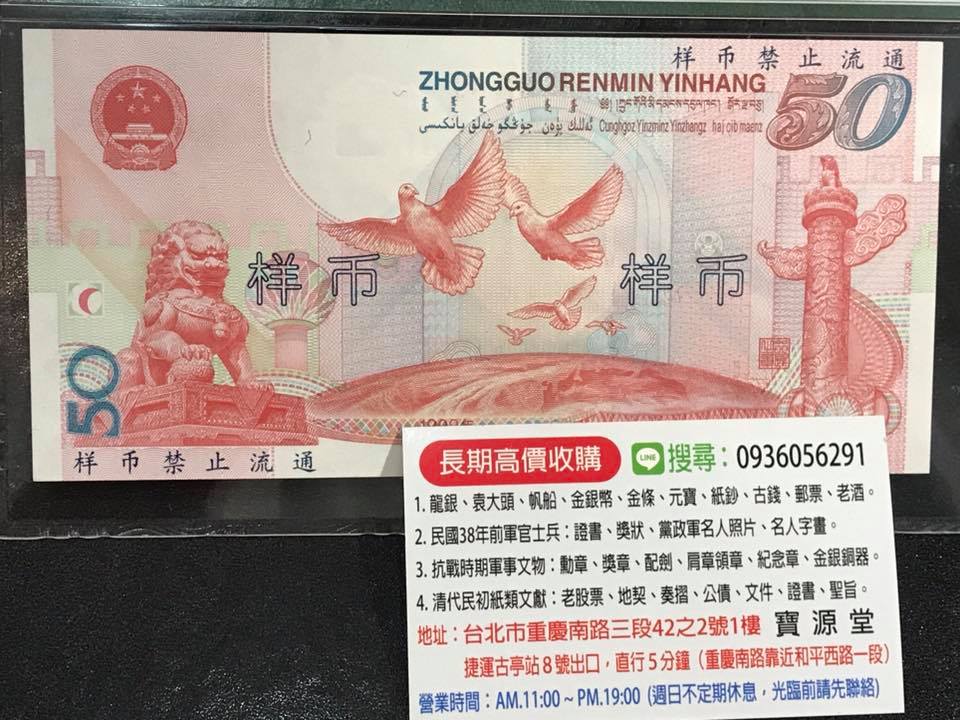 样币禁止流通
ZHONGGUO RENMIN YINHANG
50
Cunghgoz Yinzminz Yinzhangz haj cib maenz
样币 样币
50
样币禁止流通
長期高價收購 LINE 搜尋：0936056291
1. 龍銀、袁大頭、帆船、金銀幣、金條、元寶、紙鈔、古錢、郵票、老酒。
2. 民國38年前軍官士兵：證書、獎狀、黨政軍名人照片、名人字畫。
3. 抗戰時期軍事文物：勳章、獎章、配劍、肩章領章、紀念章、金銀銅器。
4. 清代民初紙類文獻：老股票、地契、奏摺、公債、文件、證書、聖旨。
地址：台北市重慶南路三段42之2號1樓 寶源堂
捷運古亭站8號出口，直行5分鐘（重慶南路靠近和平西路一段）
營業時間：AM.11:00 ~ PM.19:00 (週日不定期休息，光臨前請先聯絡)